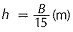 h = B/15 (m)